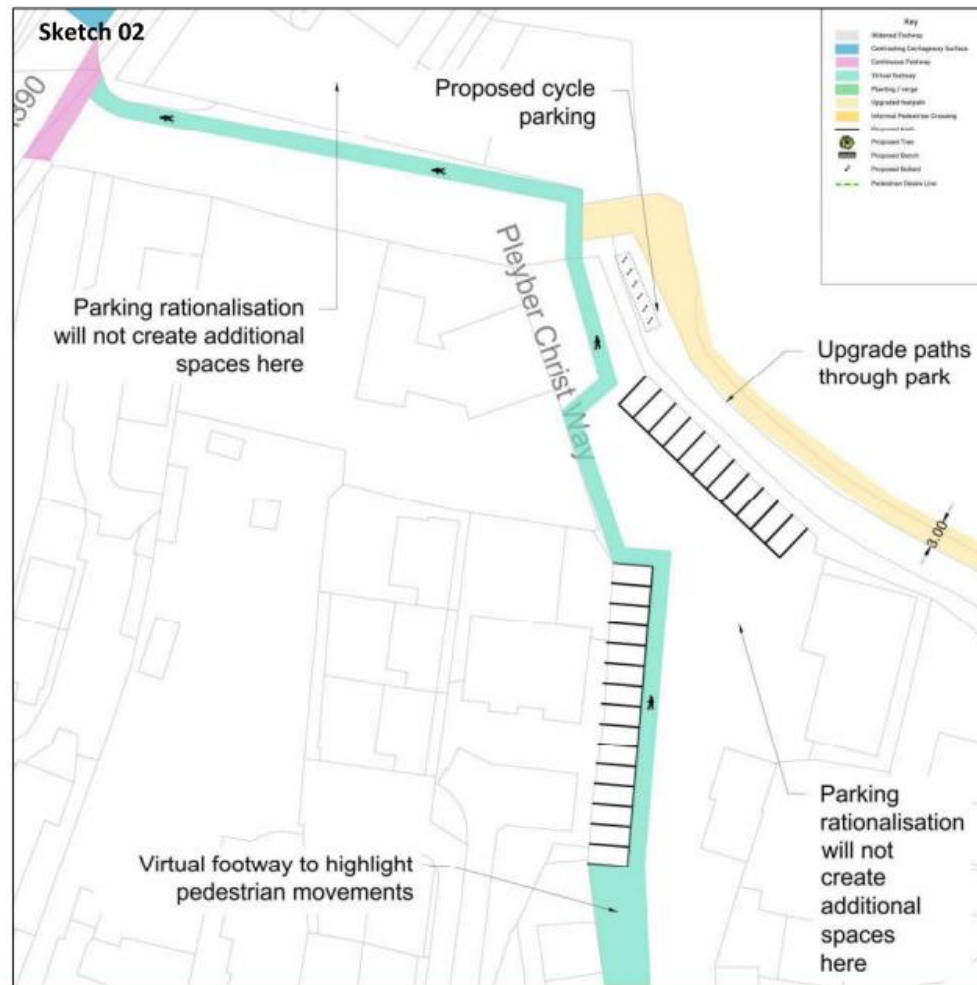 Sketch 02
Key
Widened Footway
Contrasting Carriageway Surface
Continuous Footway
Virtual footway
Planting / verge
Upgraded footpath
Informal Pedestrian Crossing
Proposed Tree
Proposed Bench
Proposed Bollard
Pedestrian Desire Line
Proposed cycle
parking
Pleyber Christ Way
Parking rationalisation
will not create additional
spaces here
Upgrade paths
through park
3.00
Virtual footway to highlight
pedestrian movements
Parking
rationalisation
will not
create
additional
spaces
here